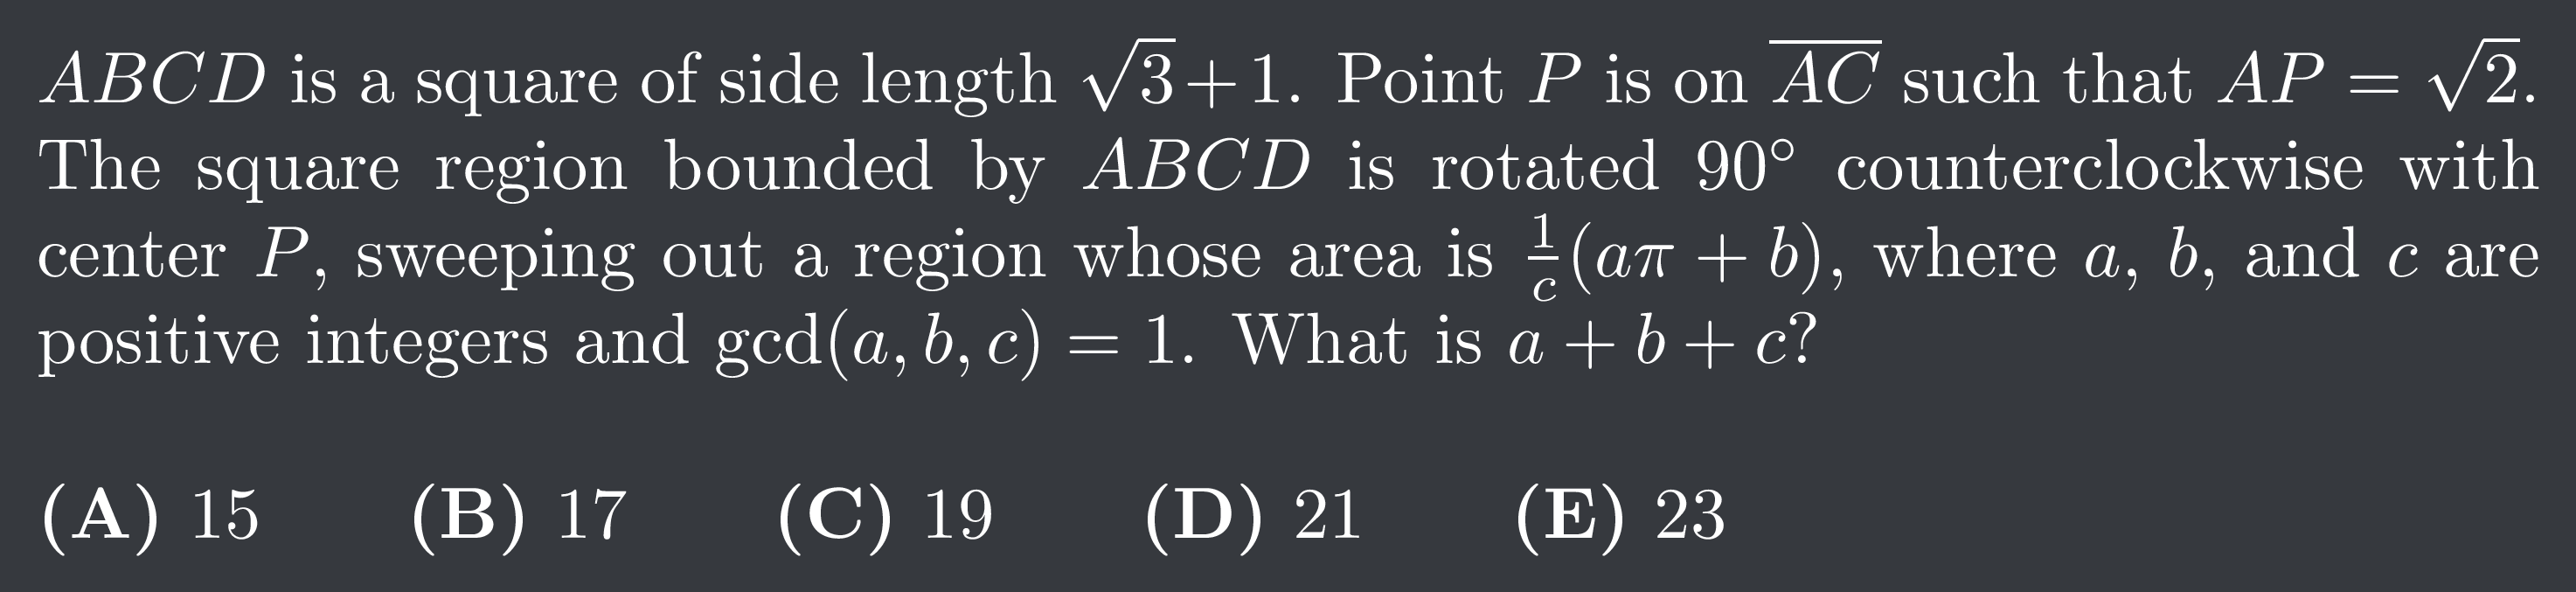 ABCD is a square of side length √3+1. Point P is on \overline{AC} such that AP = √2.
The square region bounded by ABCD is rotated 90° counterclockwise with
center P, sweeping out a region whose area is \frac{1}{c}(aπ + b), where a, b, and c are
positive integers and gcd(a, b, c) = 1. What is a + b + c?
(A) 15 (B) 17 (C) 19 (D) 21 (E) 23